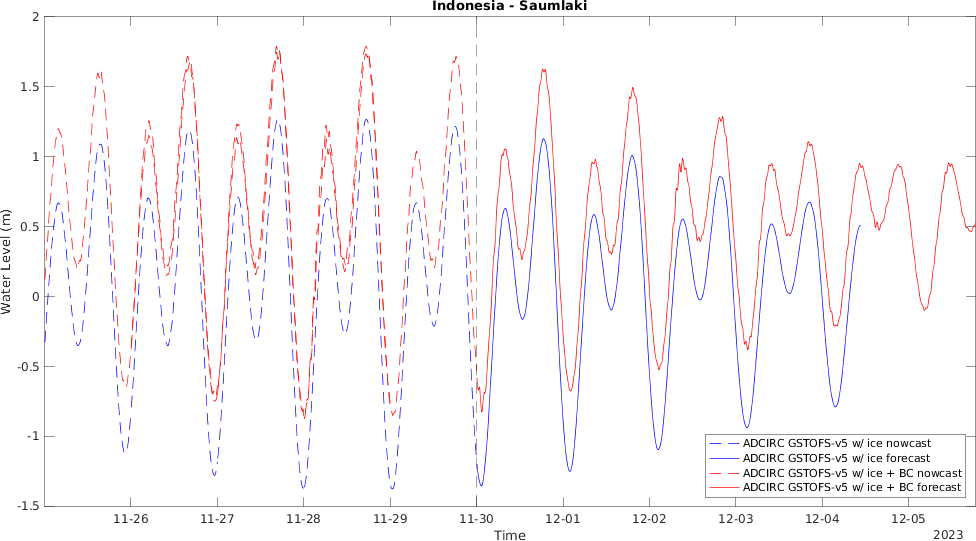 Indonesia - Saumlaki
Water Level (m)
2
1.5
1
0.5
0
-0.5
-1
-1.5
11-26
11-27
11-28
11-29
11-30
12-01
12-02
12-03
12-04
12-05
Time
2023
ADCIRC GSTOFS-v5 w/ ice nowcast
ADCIRC GSTOFS-v5 w/ ice forecast
ADCIRC GSTOFS-v5 w/ ice + BC nowcast
ADCIRC GSTOFS-v5 w/ ice + BC forecast